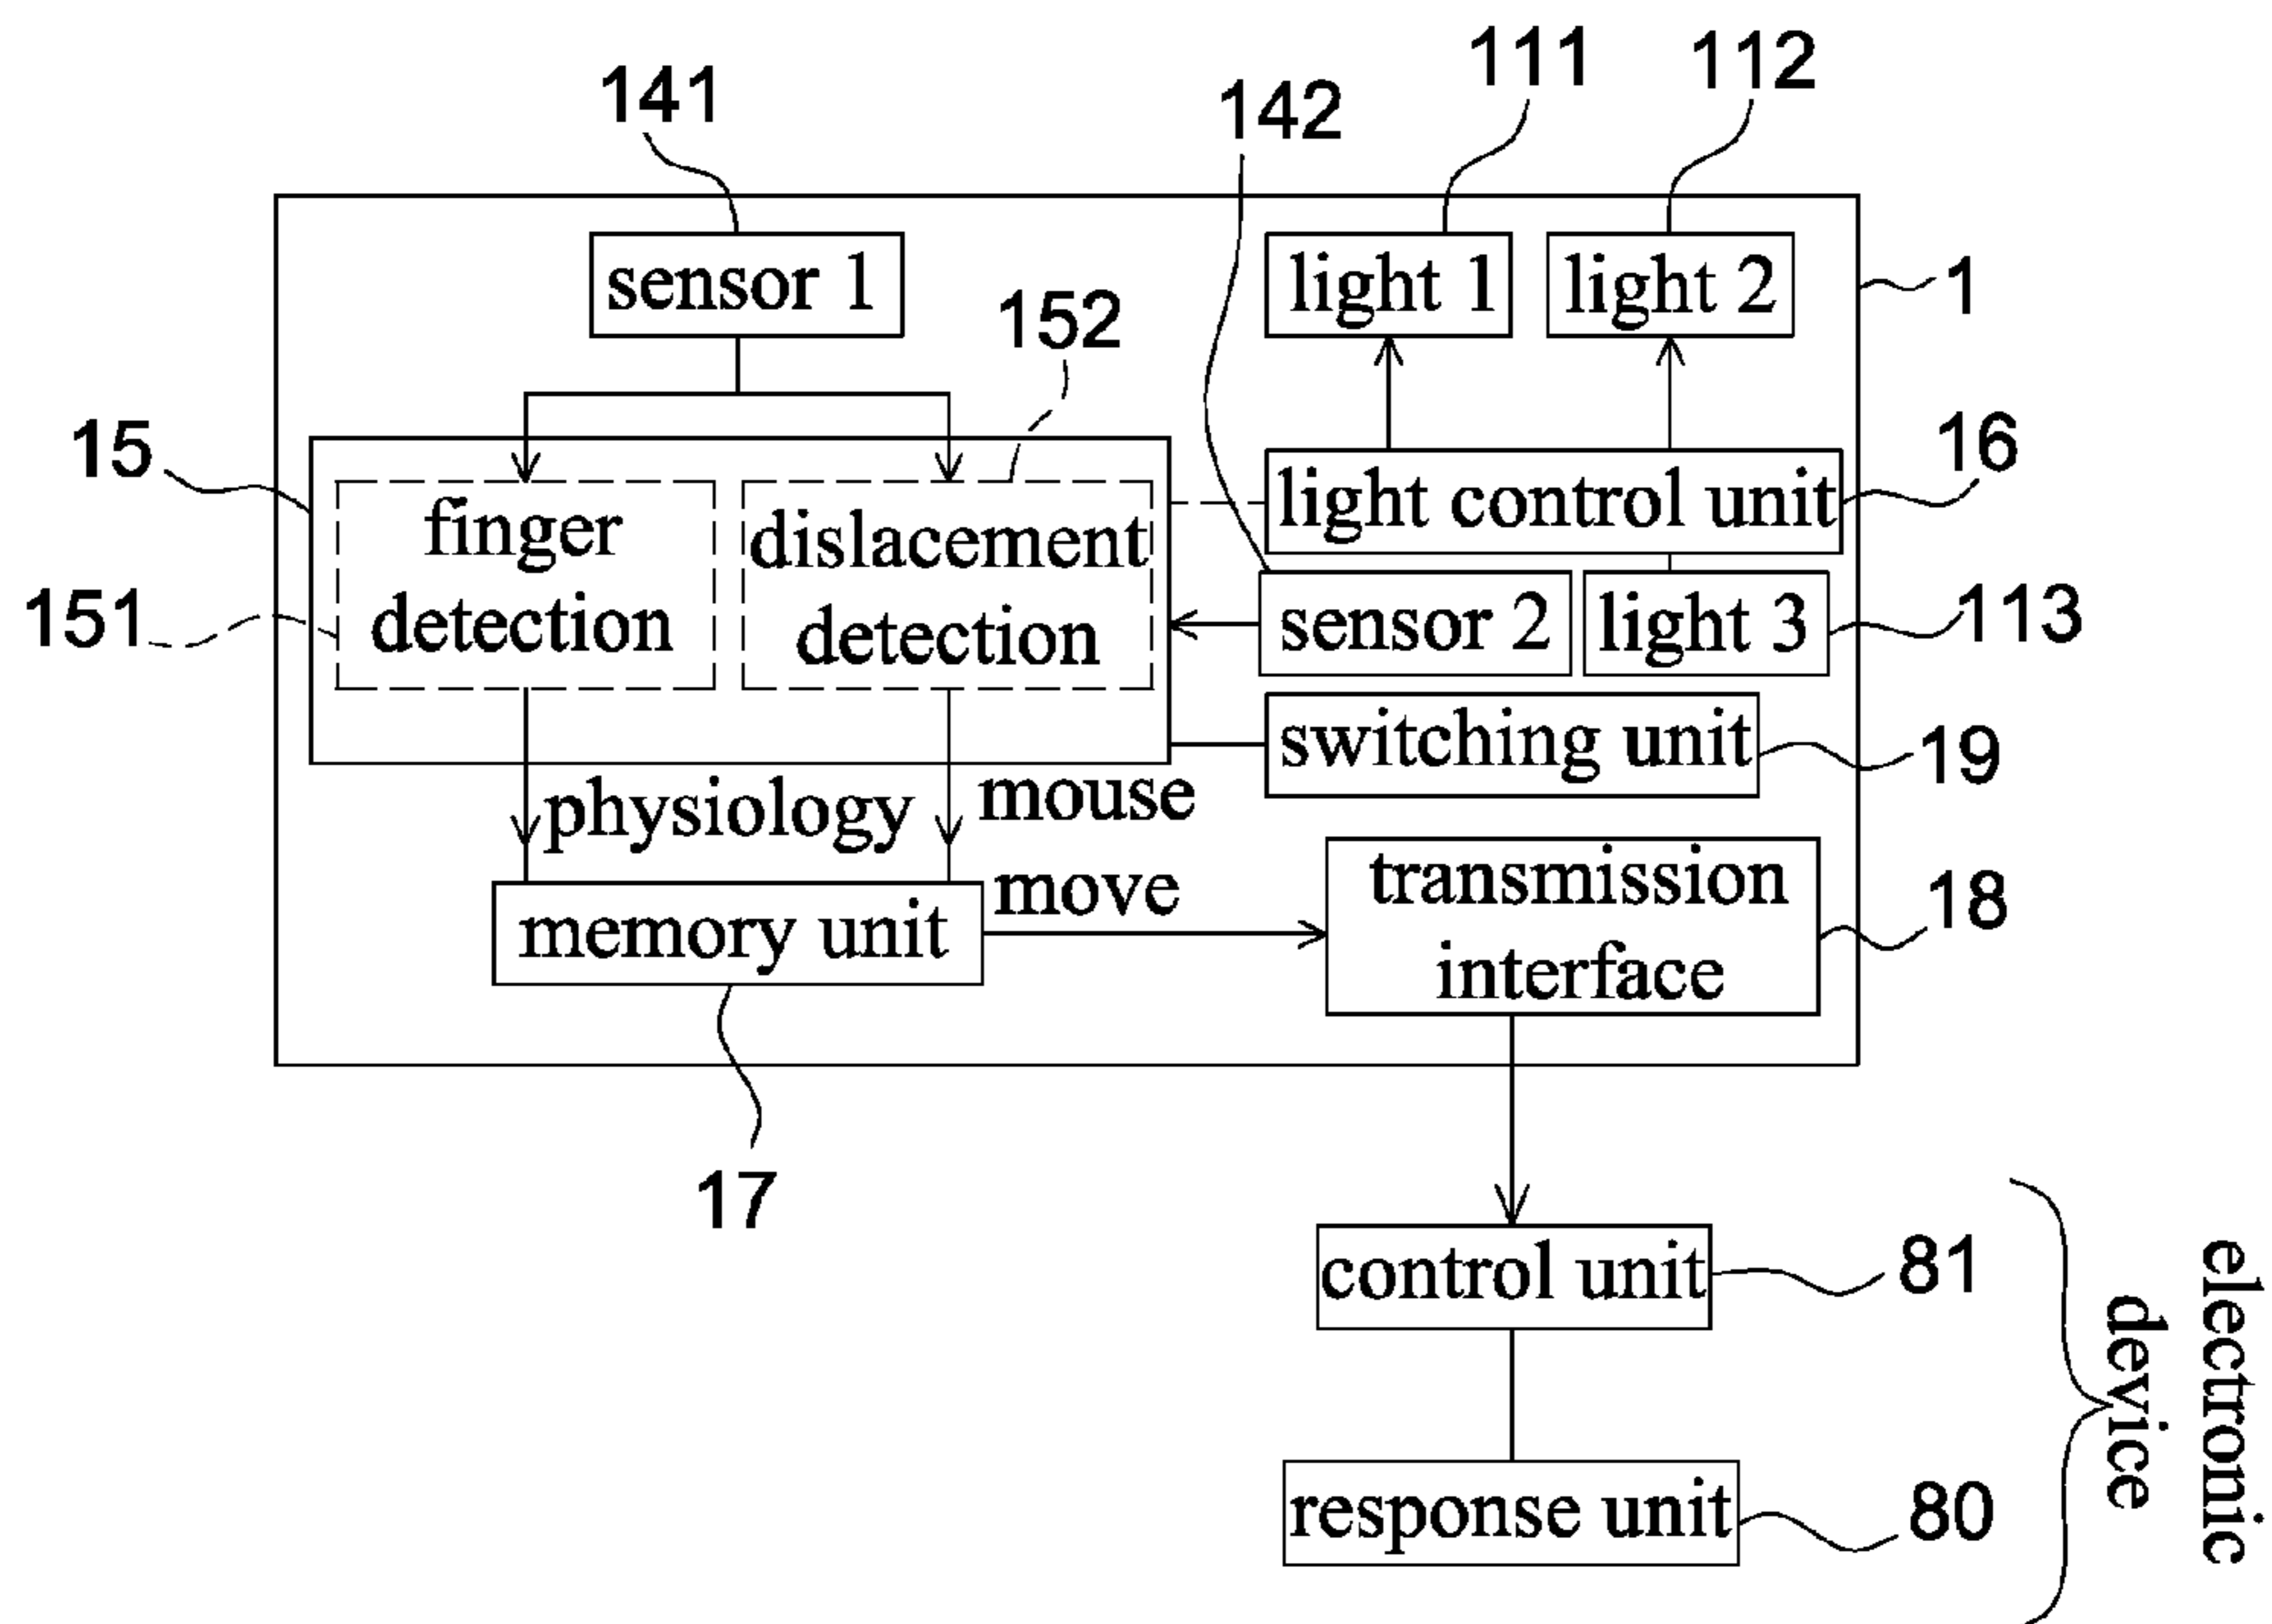 111
112
141
142
sensor 1
light 1
light 2
1
152
15
16
finger
detection
dislacement
detection
light control unit
151
sensor 2
light 3
113
switching unit
19
physiology
mouse
move
memory unit
transmission
interface
18
17
control unit
81
response unit
80
electronic
device